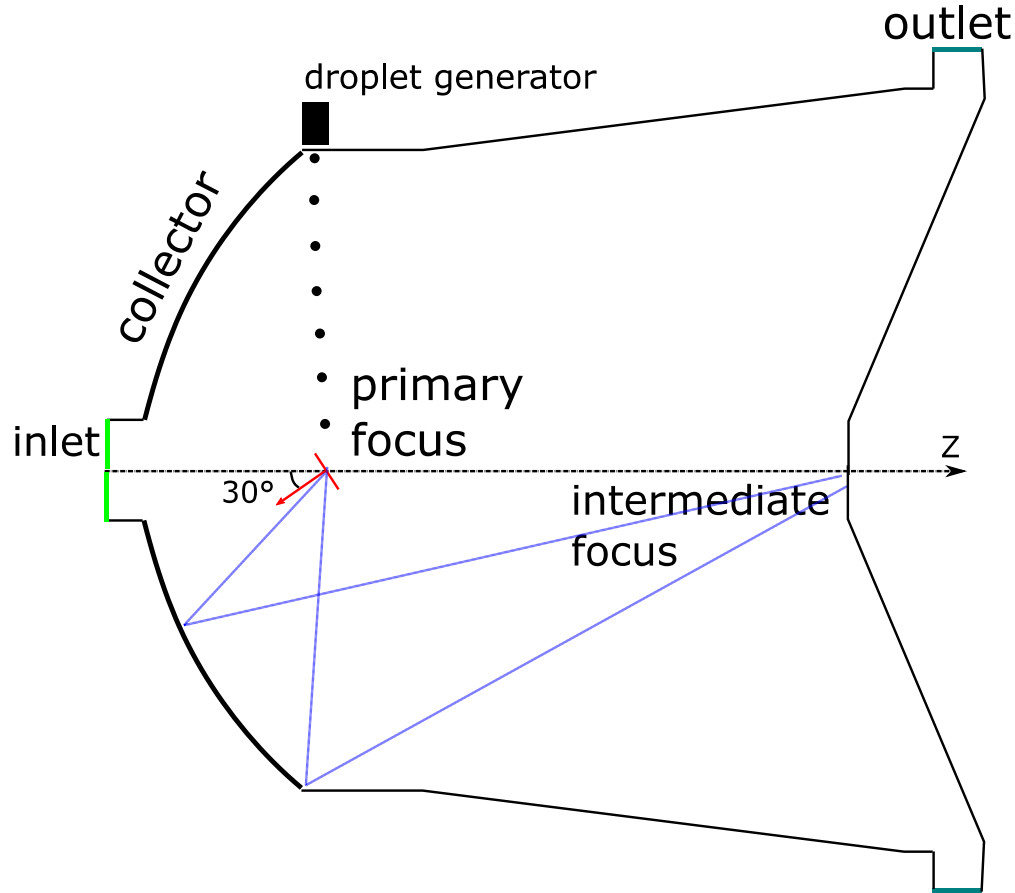 outlet
droplet generator
collector
primary
focus
inlet
Z
30°
intermediate
focus